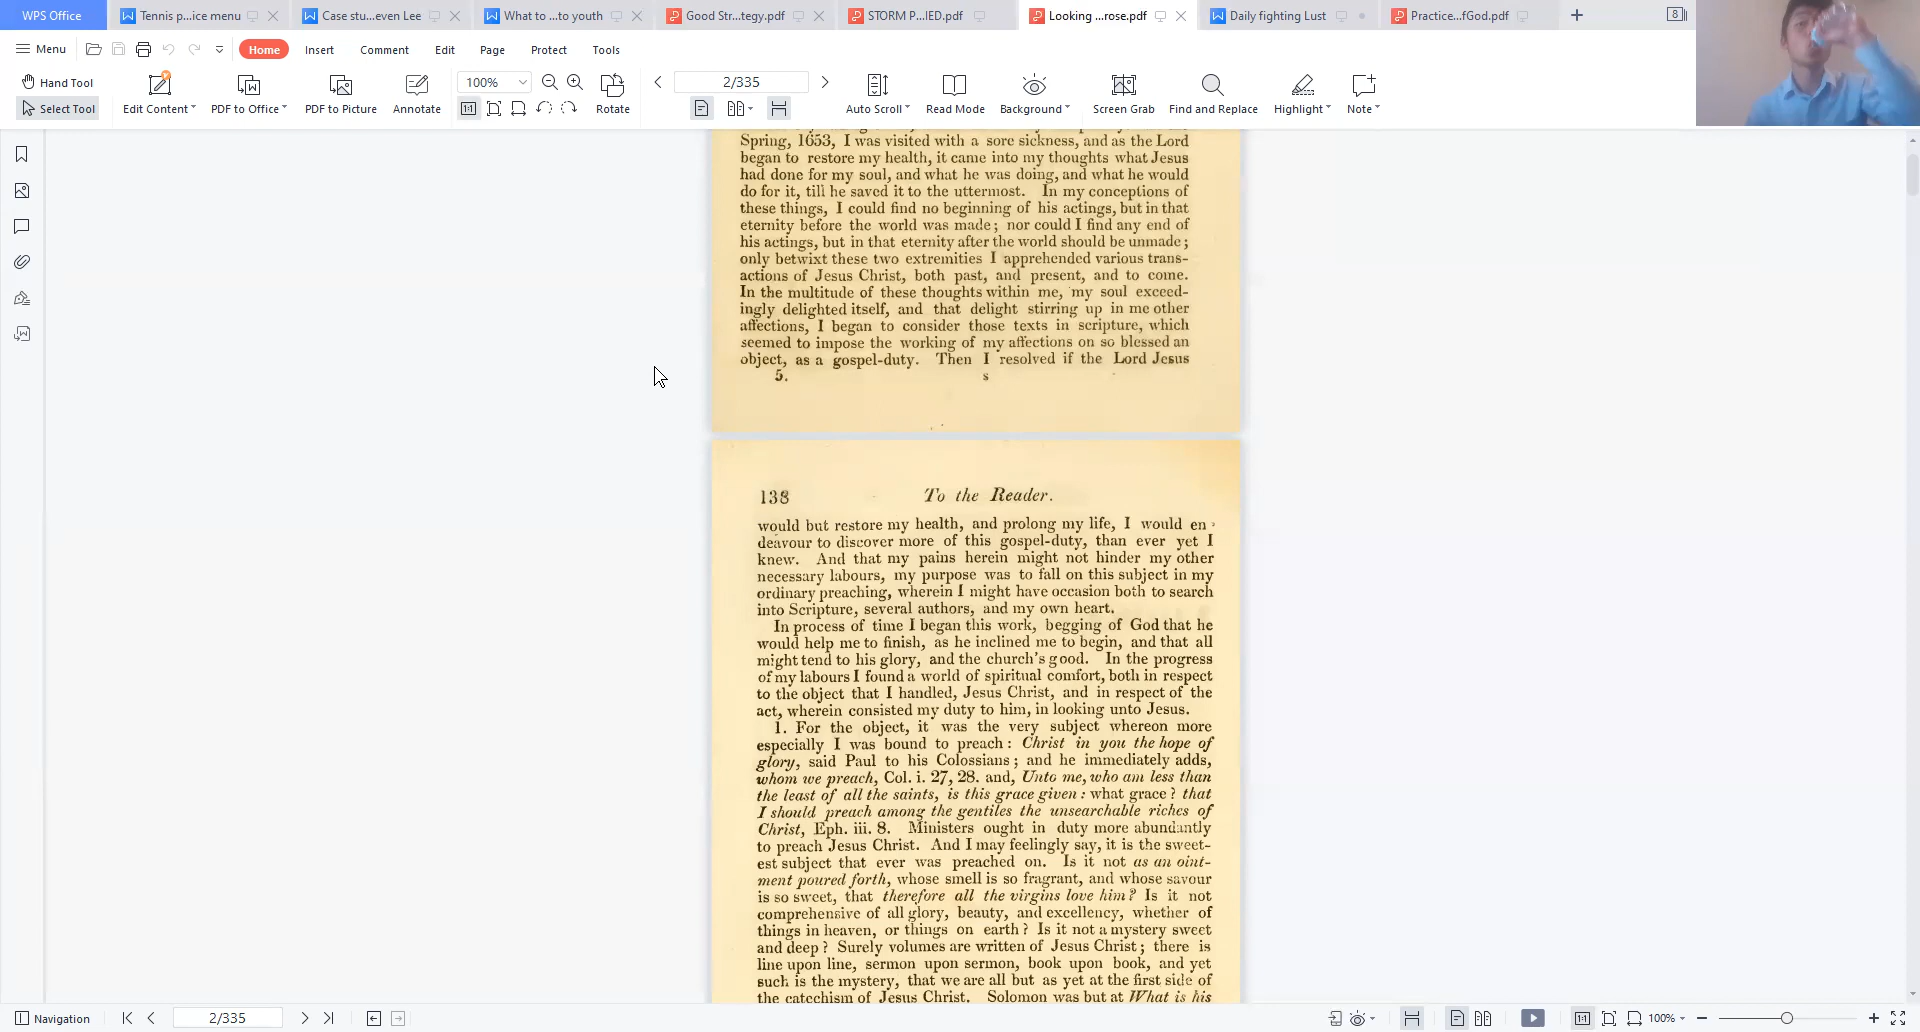 WPS Office
Tennis p...ice menu
Case stu...even Lee
What to ...to youth
Good Str...tegy.pdf
STORM P...IED.pdf
Looking ...rose.pdf
Daily fighting Lust
Practice...fGod.pdf
8
Menu
Home
Insert
Comment
Edit
Page
Protect
Tools
Hand Tool
Select Tool
Edit Content
PDF to Office
PDF to Picture
Annotate
100%
1:1
Rotate
2/335
Auto Scroll
Read Mode
Background
Screen Grab
Find and Replace
Highlight
Note
Spring, 1653, I was visited with a sore sickness, and as the Lord
began to restore my health, it came into my thoughts what Jesus
had done for my soul, and what he was doing, and what he would
do for it, till he saved it to the uttermost. In my conceptions of
these things, I could find no beginning of his actings, but in that
eternity before the world was made; nor could I find any end of
his actings, but in that eternity after the world should be unmade;
only betwixt these two extremities I apprehended various trans-
actions of Jesus Christ, both past, and present, and to come.
In the multitude of these thoughts within me, my soul exceed-
ingly delighted itself, and that delight stirring up in me other
affections, I began to consider those texts in scripture, which
seemed to impose the working of my affections on so blessed an
object, as a gospel-duty. Then I resolved if the Lord Jesus
5. s
138 To the Reader.
would but restore my health, and prolong my life, I would en-
deavour to discover more of this gospel-duty, than ever yet I
knew. And that my pains herein might not hinder my other
necessary labours, my purpose was to fall on this subject in my
ordinary preaching, wherein I might have occasion both to search
into Scripture, several authors, and my own heart.
In process of time I began this work, begging of God that he
would help me to finish, as he inclined me to begin, and that all
might tend to his glory, and the church's good. In the progress
of my labours I found a world of spiritual comfort, both in respect
to the object that I handled, Jesus Christ, and in respect of the
act, wherein consisted my duty to him, in looking unto Jesus.
1. For the object, it was the very subject whereon more
especially I was bound to preach: Christ in you the hope of
glory, said Paul to his Colossians; and he immediately adds,
whom we preach, Col. i. 27, 28. and, Unto me, who am less than
the least of all the saints, is this grace given: what grace? that
I should preach among the gentiles the unsearchable riches of
Christ, Eph. iii. 8. Ministers ought in duty more abundantly
to preach Jesus Christ. And I may feelingly say, it is the sweet-
est subject that ever was preached on. Is it not as an oint-
ment poured forth, whose smell is so fragrant, and whose savour
is so sweet, that therefore all the virgins love him? Is it not
comprehensive of all glory, beauty, and excellency, whether of
things in heaven, or things on earth? Is it not a mystery sweet
and deep? Surely volumes are written of Jesus Christ; there is
line upon line, sermon upon sermon, book upon book, and yet
such is the mystery, that we are all but as yet at the first side of
the catechism of Jesus Christ. Solomon was but at What is his
Navigation
2/335
1:1
100%